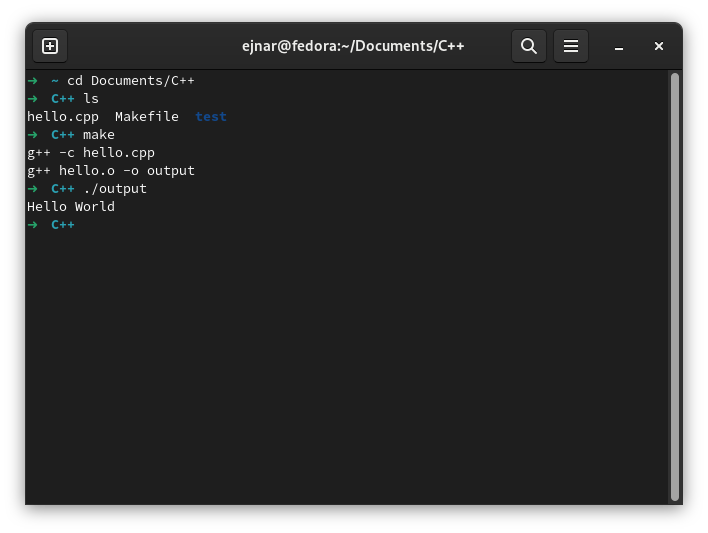 ejnar@fedora:~/Documents/C++
➜  ~ cd Documents/C++
➜  C++ ls
hello.cpp  Makefile  test
➜  C++ make
g++ -c hello.cpp
g++ hello.o -o output
➜  C++ ./output
Hello World
➜  C++